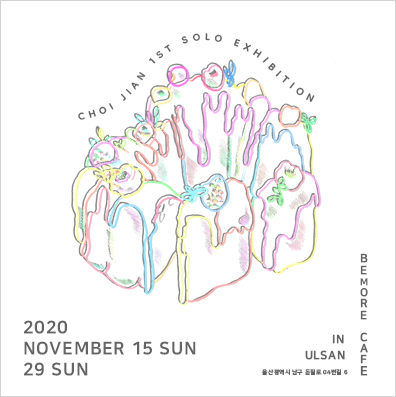 CHOI JIAN 1ST SOLO EXHIBITION
2020
NOVEMBER 15 SUN
29 SUN
IN
ULSAN
울산광역시 남구 돋질로 04번길 6
BEMORE CAFE